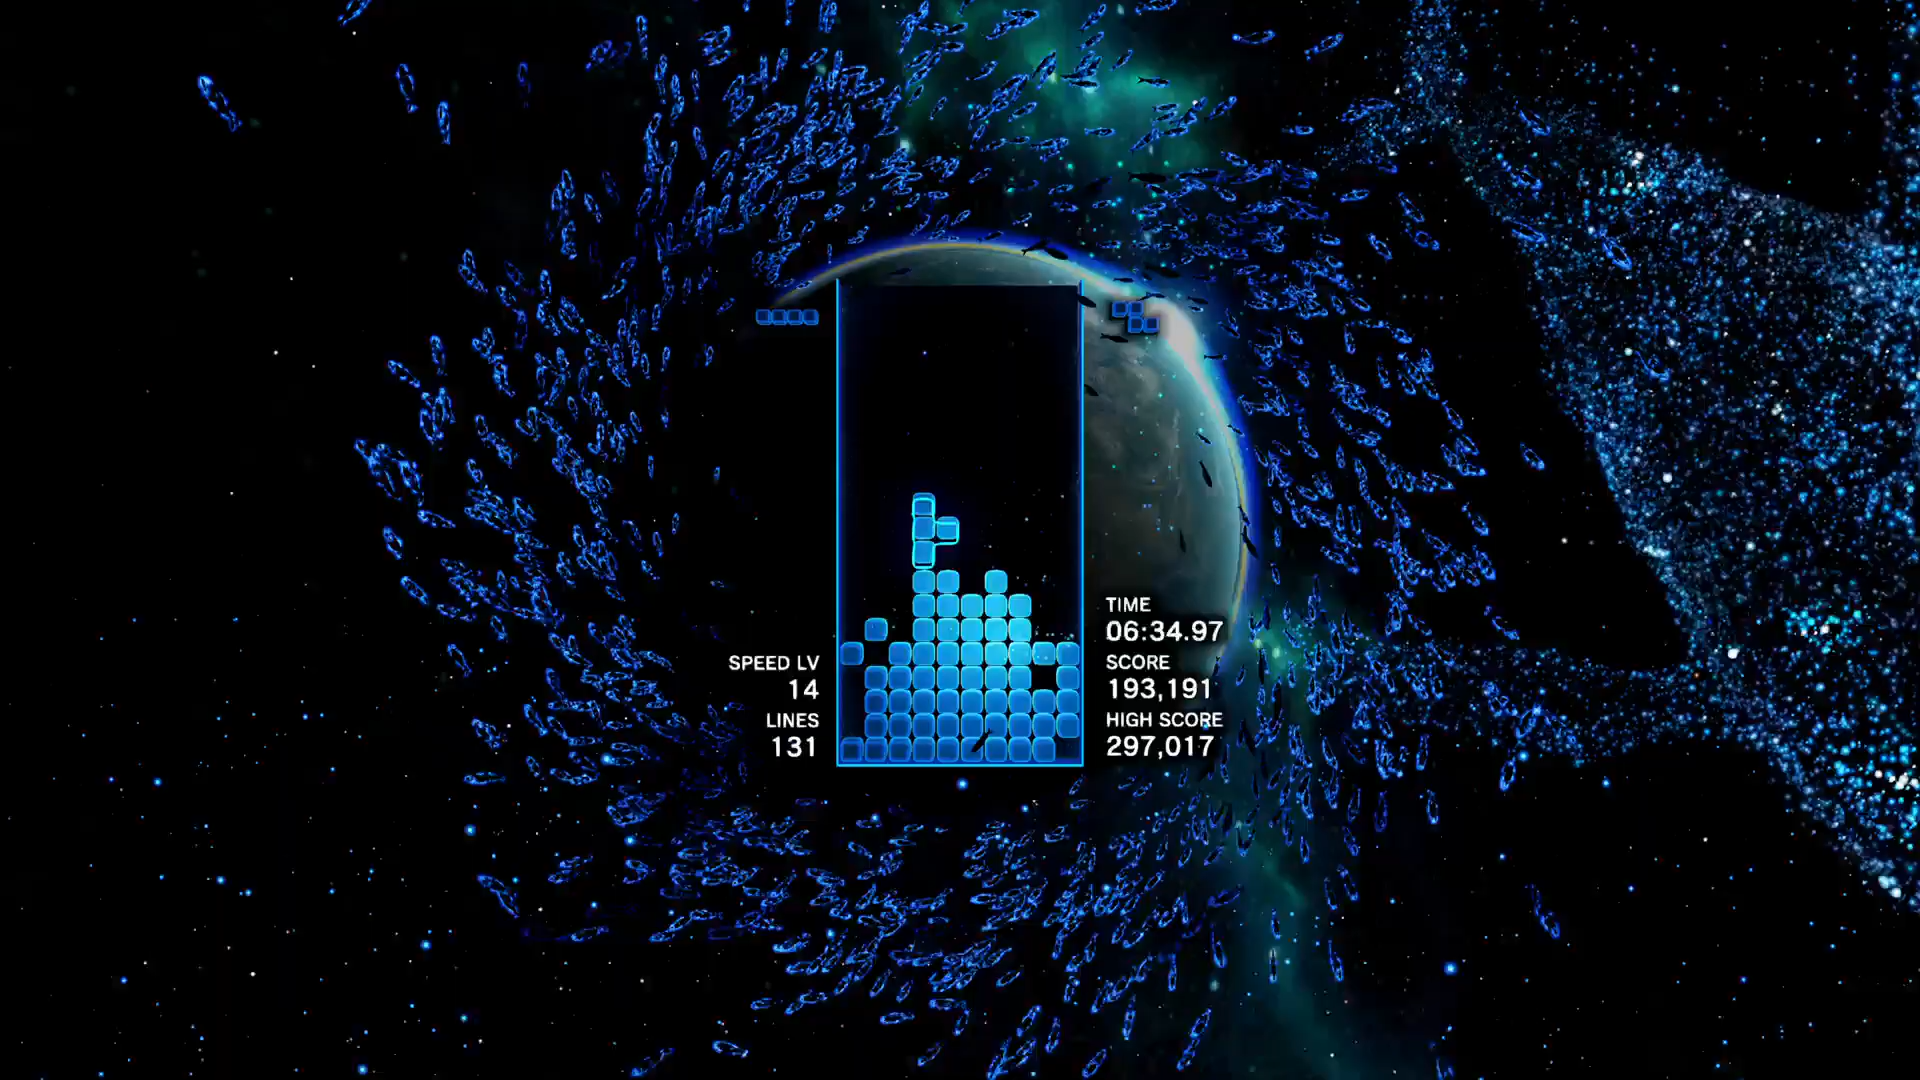 SPEED LV
14
LINES
131
TIME
06:34.97
SCORE
193,191
HIGH SCORE
297,017